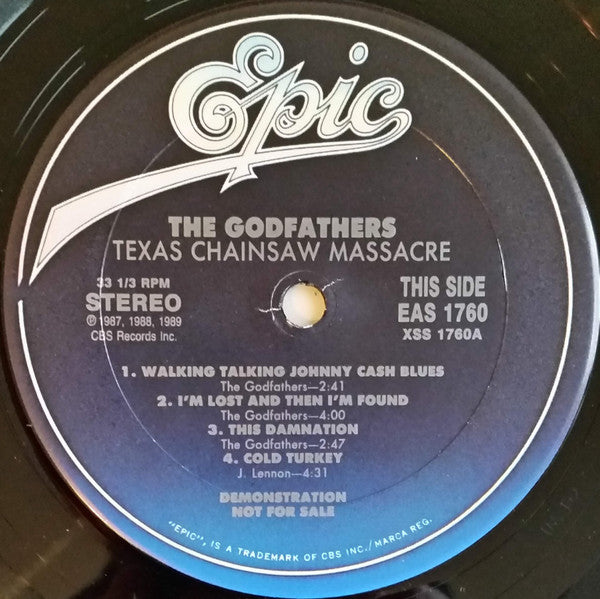 Epic
THE GODFATHERS
TEXAS CHAINSAW MASSACRE
33 1/3 RPM
STEREO
℗ 1987, 1988, 1989
CBS Records Inc.
THIS SIDE
EAS 1760
XSS 1760A
1. WALKING TALKING JOHNNY CASH BLUES
The Godfathers—2:41
2. I'M LOST AND THEN I'M FOUND
The Godfathers—4:00
3. THIS DAMNATION
The Godfathers—2:47
4. COLD TURKEY
J. Lennon—4:31
DEMONSTRATION
NOT FOR SALE
"EPIC", IS A TRADEMARK OF CBS INC./MARCA REG.